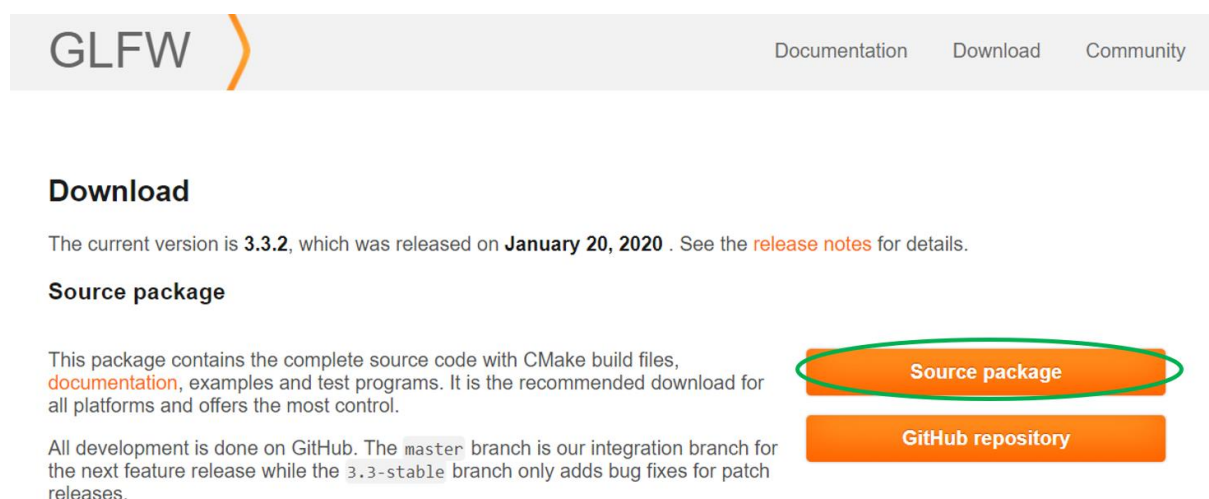 GLFW
Documentation Download Community
Download
The current version is 3.3.2, which was released on January 20, 2020 . See the release notes for details.
Source package
This package contains the complete source code with CMake build files,
documentation, examples and test programs. It is the recommended download for
all platforms and offers the most control.
Source package
GitHub repository
All development is done on GitHub. The master branch is our integration branch for
the next feature release while the 3.3-stable branch only adds bug fixes for patch
releases.